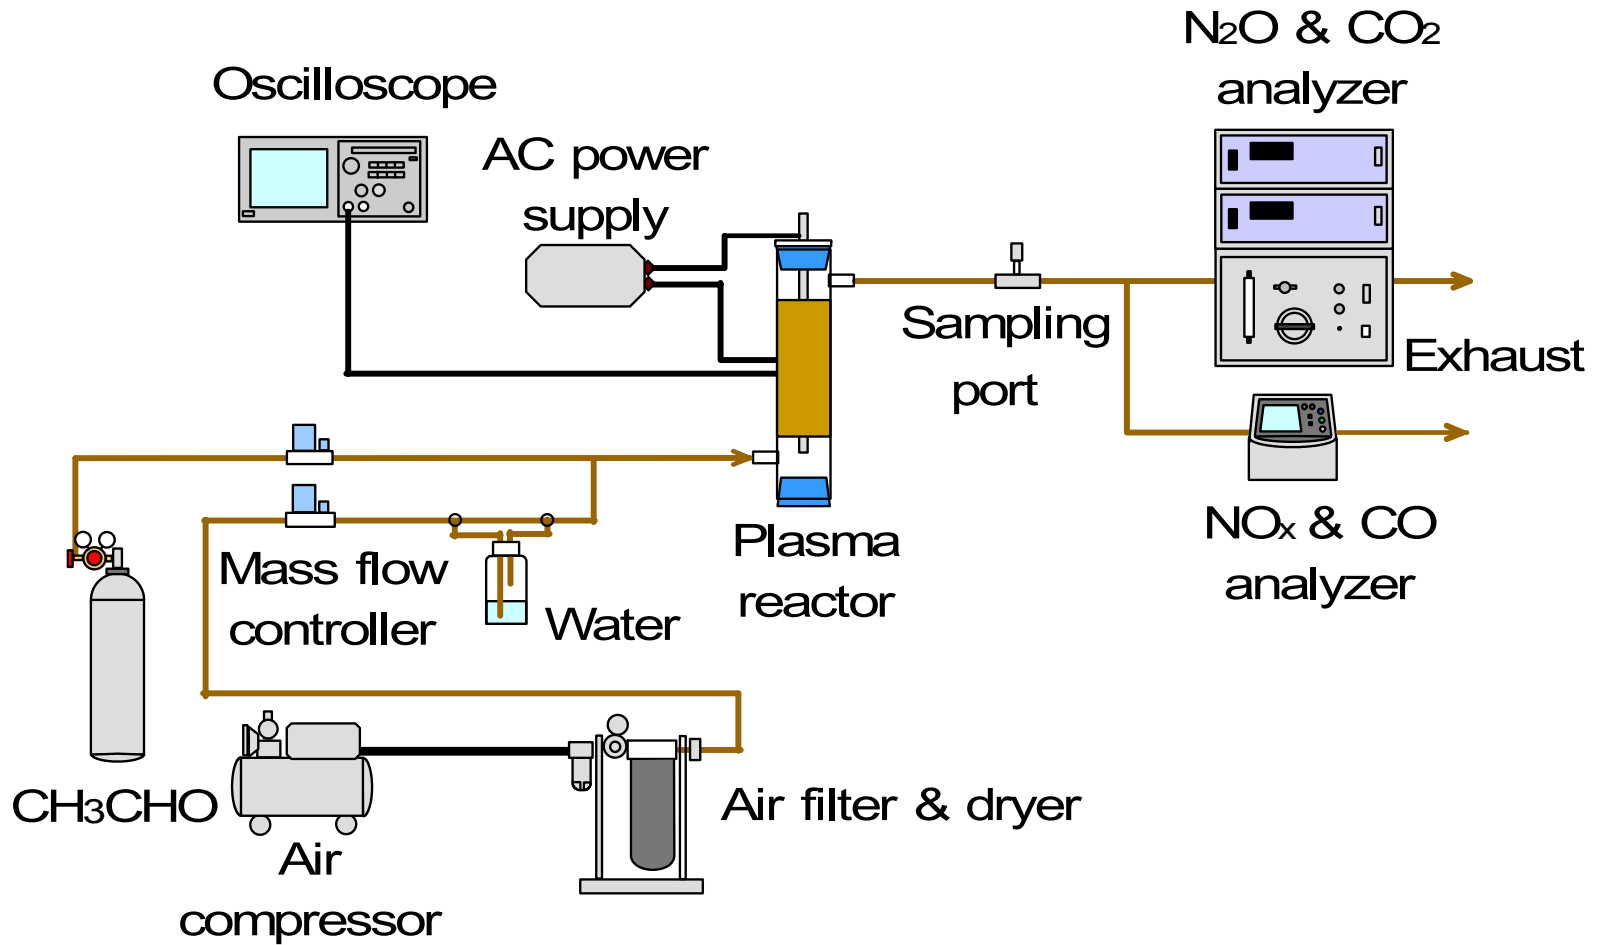 N₂O & CO₂
analyzer
Oscilloscope
AC power
supply
Sampling
port
Exhaust
Plasma
reactor
NOₓ & CO
analyzer
Mass flow
controller
Water
CH₃CHO
Air filter & dryer
Air
compressor